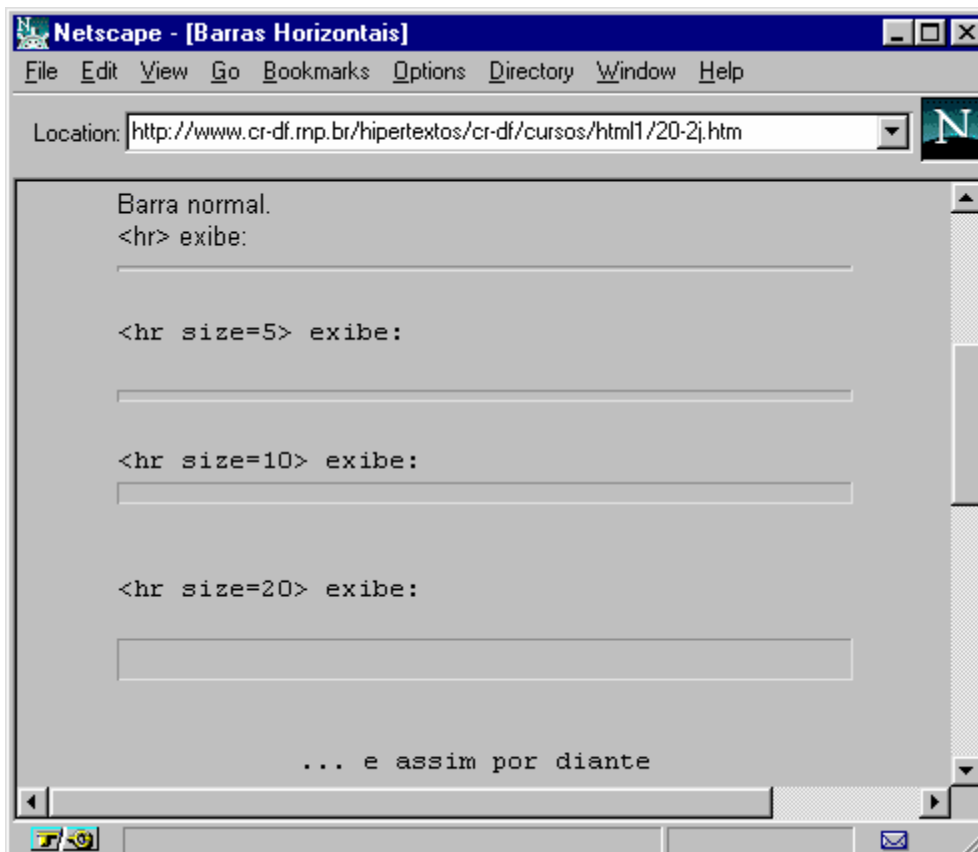 Netscape - [Barras Horizontais]
File Edit View Go Bookmarks Options Directory Window Help
Location: http://www.cr-df.rnp.br/hipertextos/cr-df/cursos/html1/20-2j.htm
N
Barra normal.
<hr> exibe:
<hr size=5> exibe:
<hr size=10> exibe:
<hr size=20> exibe:
... e assim por diante